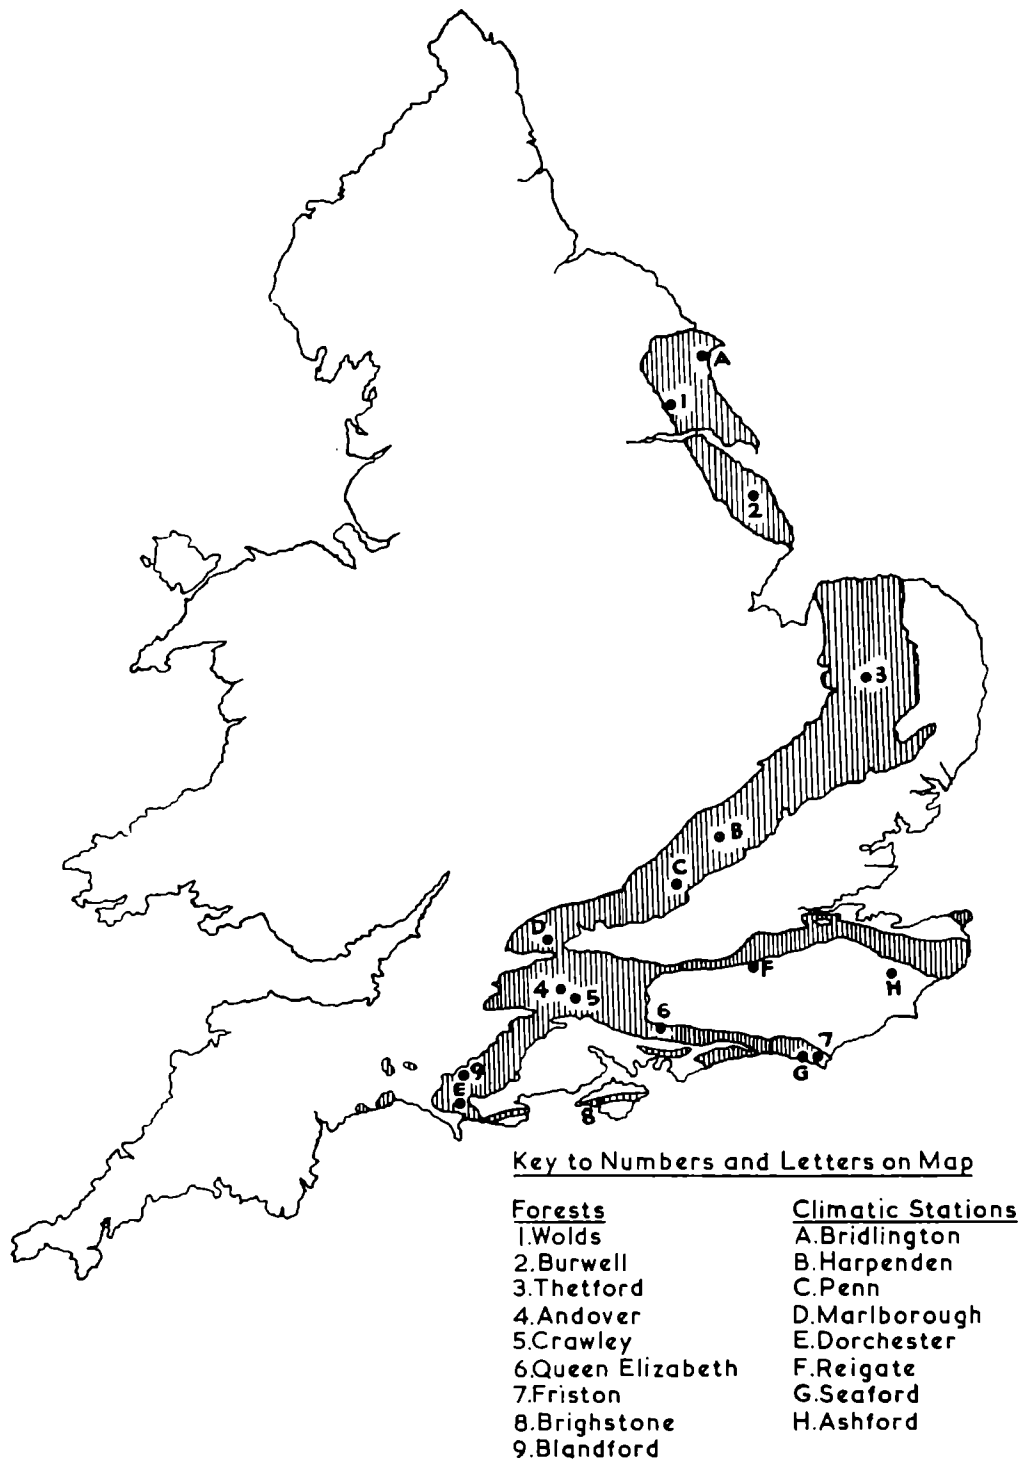 A
1
2
3
B
C
D
4
5
F
H
6
7
G
9
E
8
Key to Numbers and Letters on Map
Forests
1.Wolds
2.Burwell
3.Thetford
4.Andover
5.Crawley
6.Queen Elizabeth
7.Friston
8.Brighstone
9.Blandford
Climatic Stations
A.Bridlington
B.Harpenden
C.Penn
D.Marlborough
E.Dorchester
F.Reigate
G.Seaford
H.Ashford